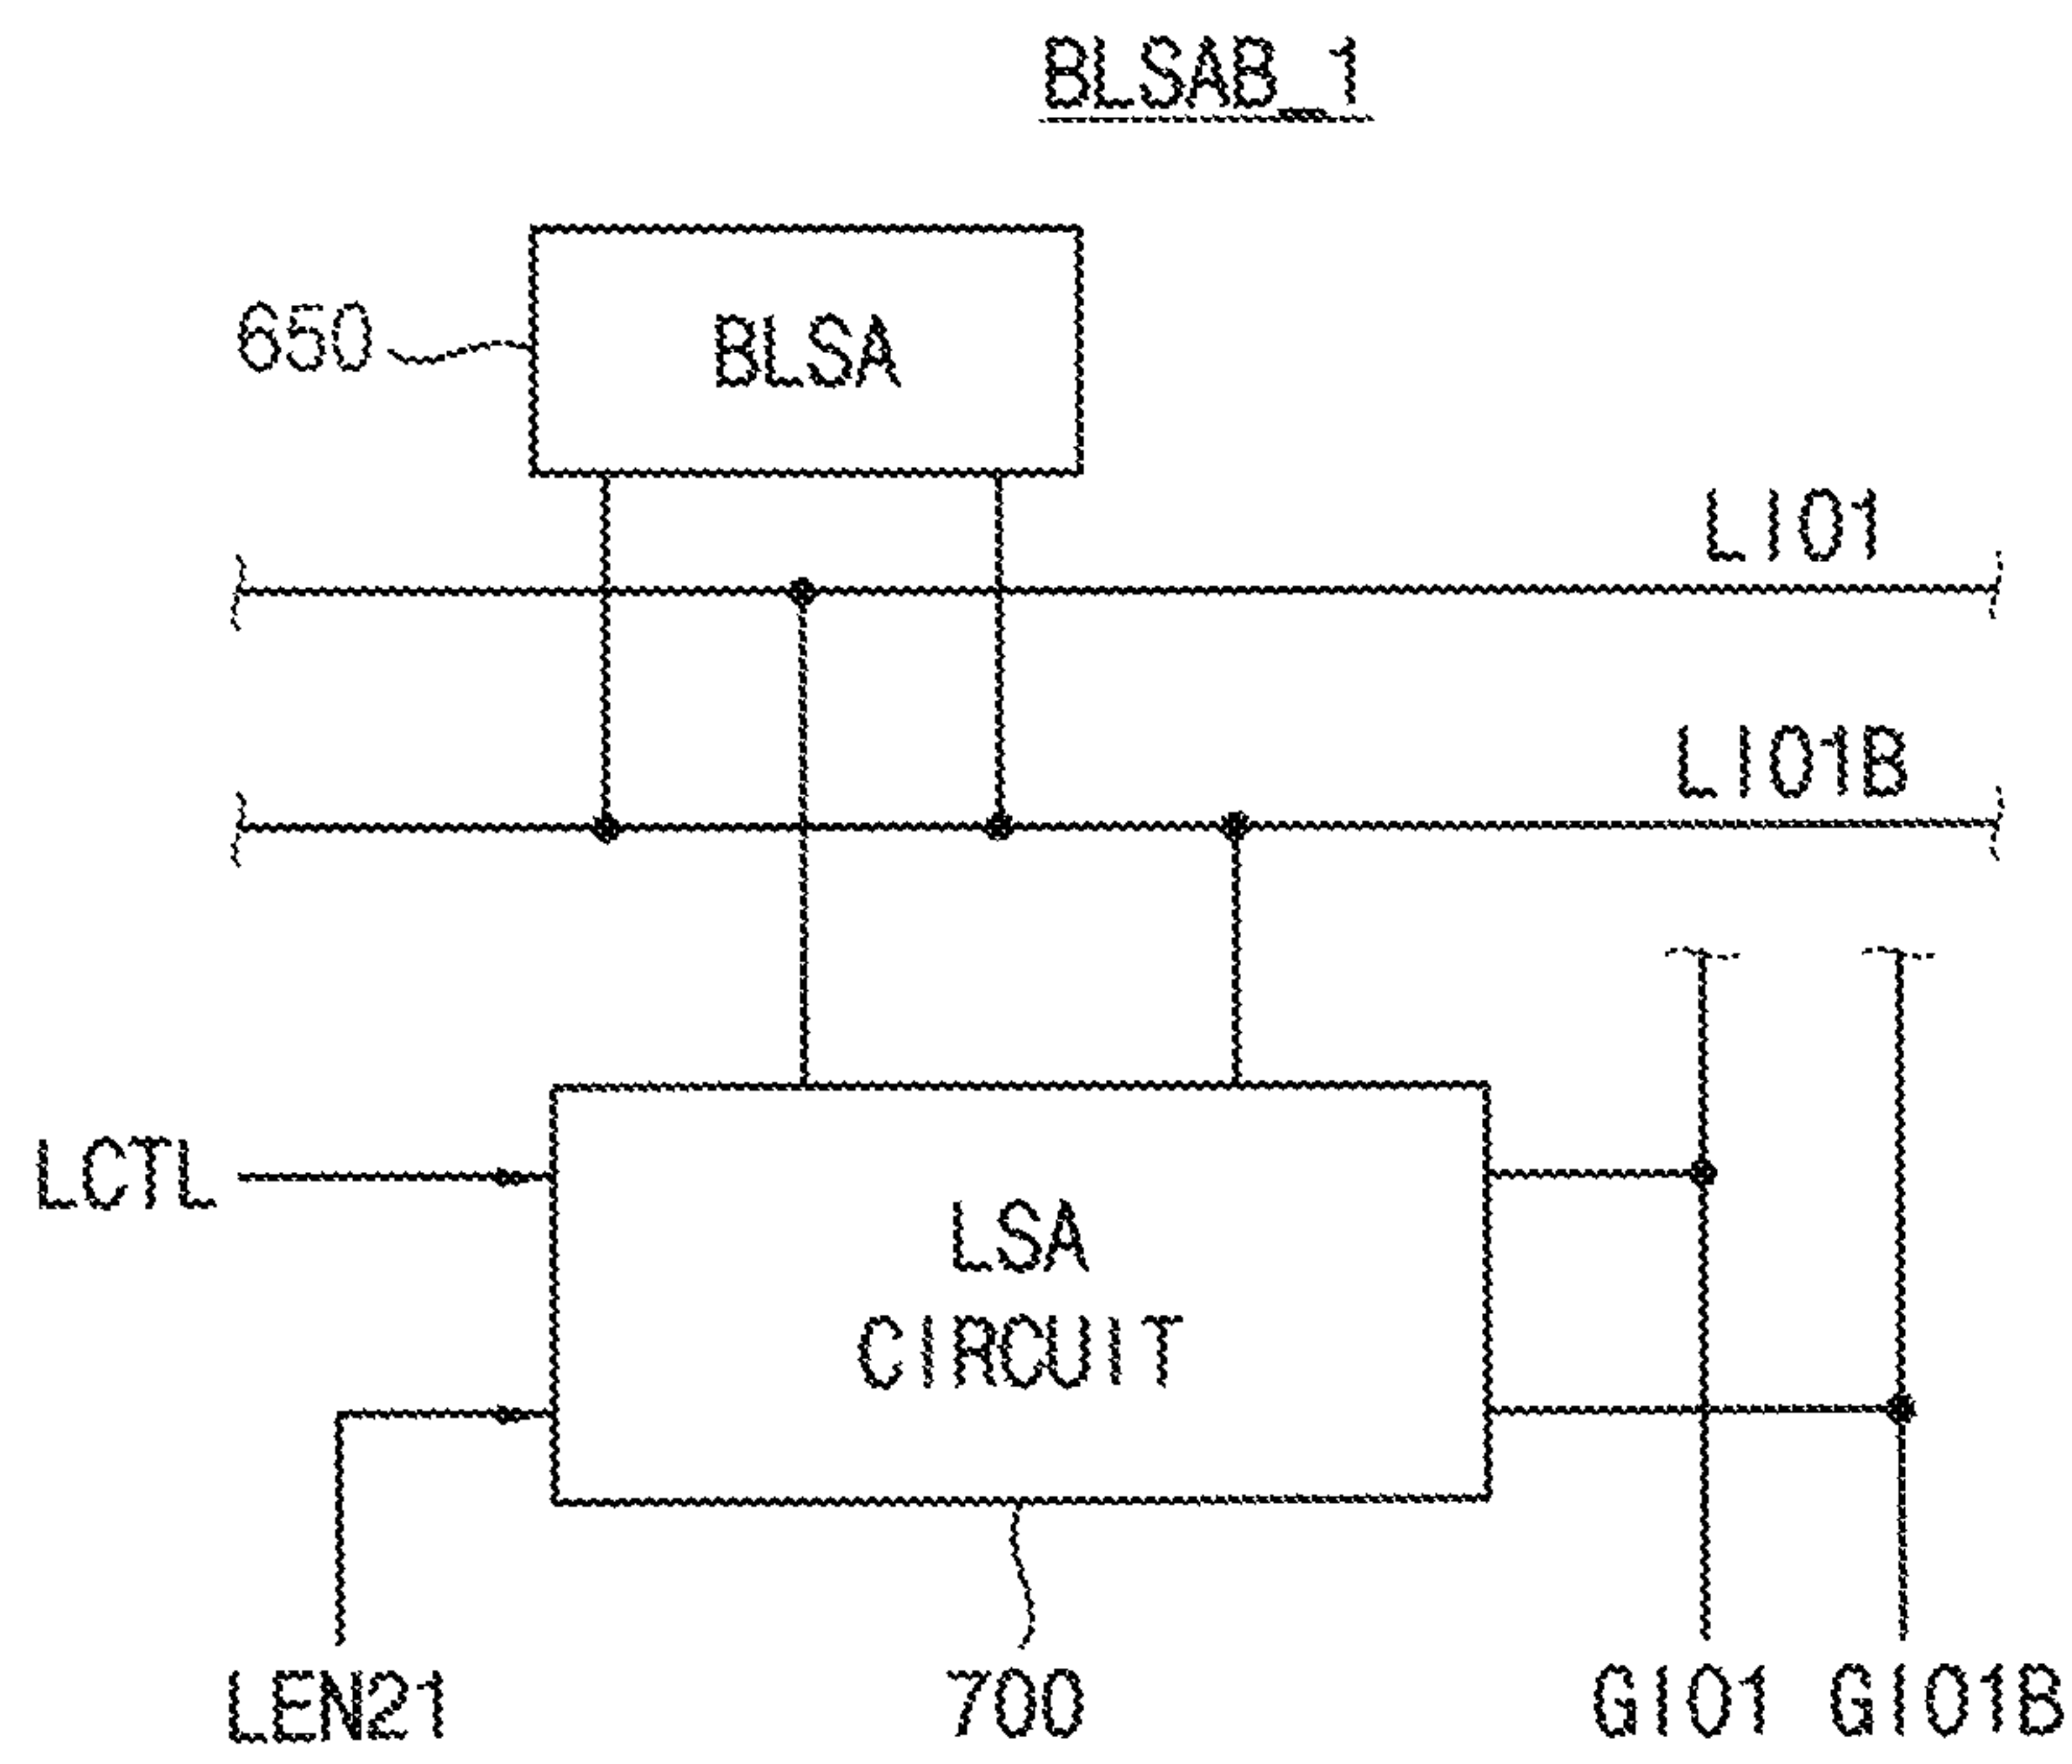 BLSAB_1
650
BLSA
LIO1
LIO1B
LCTL
LSA
CIRCUIT
LEN21
700
GIO1
GIO1B